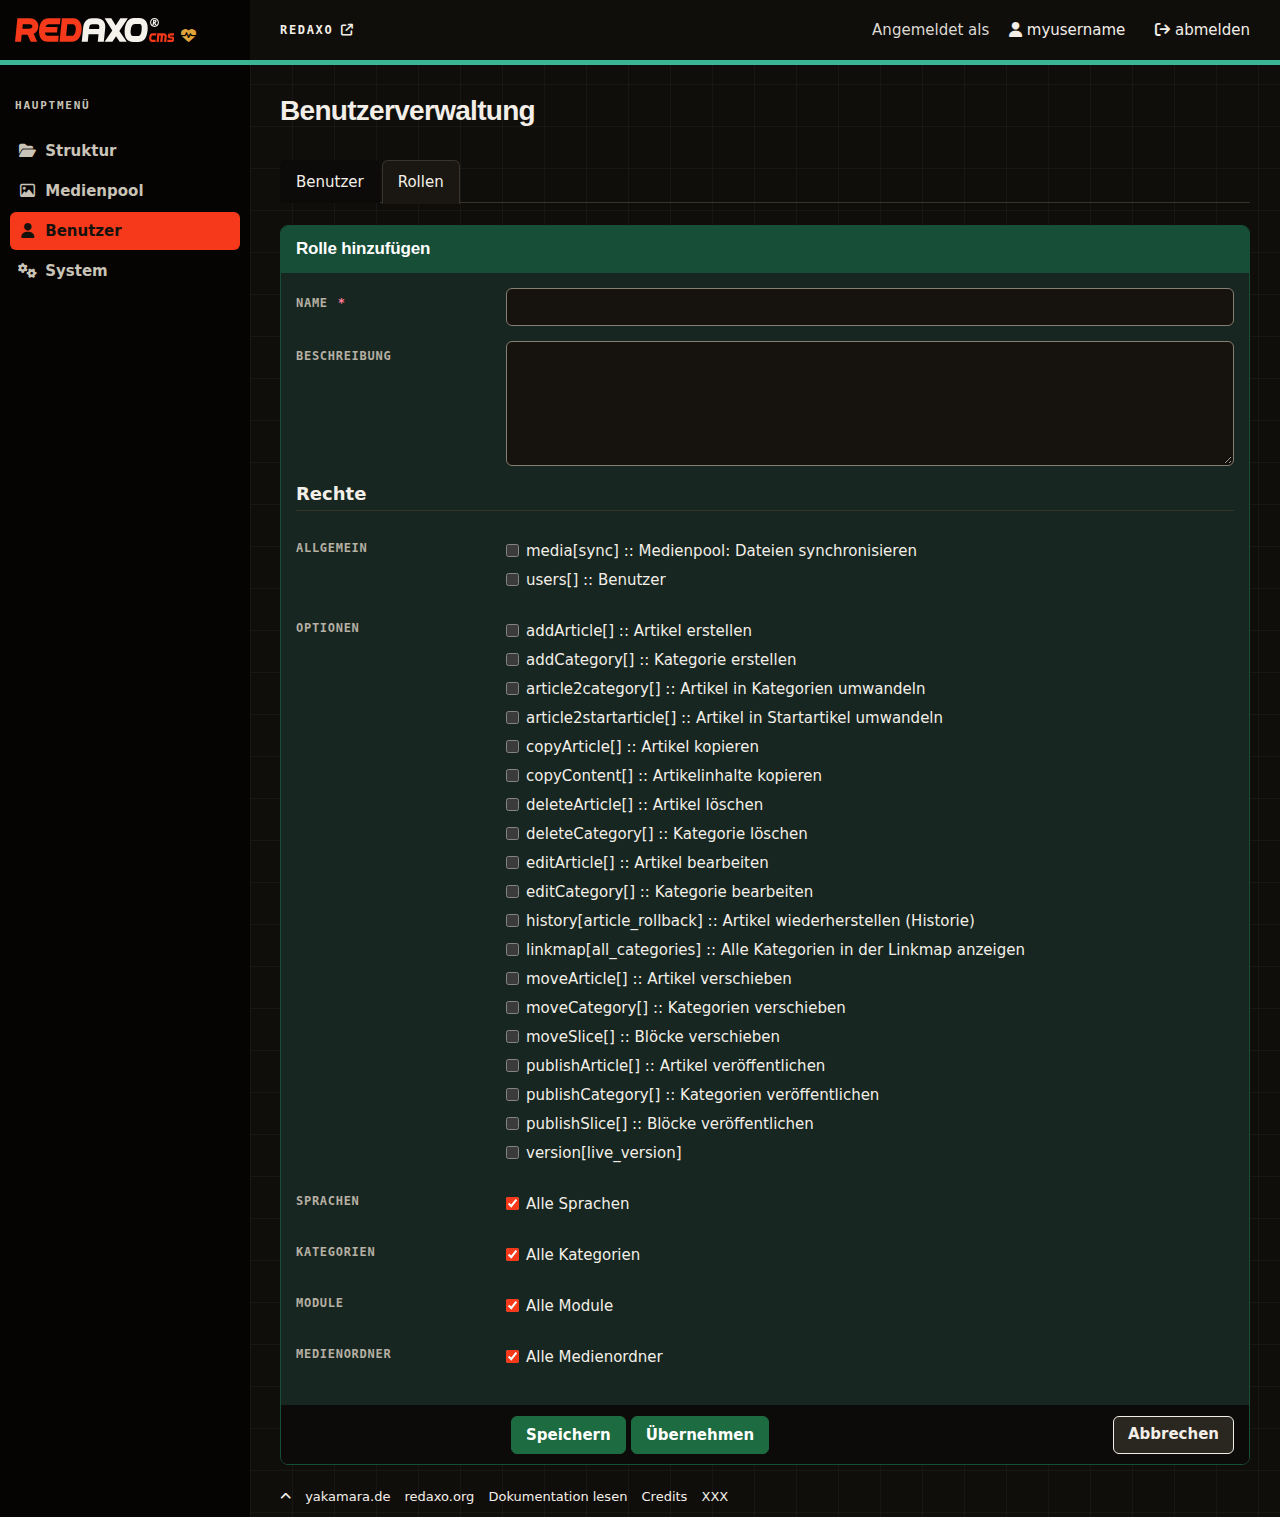 REDAXO® cms
REDAXO
Angemeldet als myusername abmelden
HAUPTMENÜ
Struktur
Medienpool
Benutzer
System
Benutzerverwaltung
Benutzer Rollen
Rolle hinzufügen
NAME *
BESCHREIBUNG
Rechte
ALLGEMEIN
media[sync] :: Medienpool: Dateien synchronisieren
users[] :: Benutzer
OPTIONEN
addArticle[] :: Artikel erstellen
addCategory[] :: Kategorie erstellen
article2category[] :: Artikel in Kategorien umwandeln
article2startarticle[] :: Artikel in Startartikel umwandeln
copyArticle[] :: Artikel kopieren
copyContent[] :: Artikelinhalte kopieren
deleteArticle[] :: Artikel löschen
deleteCategory[] :: Kategorie löschen
editArticle[] :: Artikel bearbeiten
editCategory[] :: Kategorie bearbeiten
history[article_rollback] :: Artikel wiederherstellen (Historie)
linkmap[all_categories] :: Alle Kategorien in der Linkmap anzeigen
moveArticle[] :: Artikel verschieben
moveCategory[] :: Kategorien verschieben
moveSlice[] :: Blöcke verschieben
publishArticle[] :: Artikel veröffentlichen
publishCategory[] :: Kategorien veröffentlichen
publishSlice[] :: Blöcke veröffentlichen
version[live_version]
SPRACHEN
Alle Sprachen
KATEGORIEN
Alle Kategorien
MODULE
Alle Module
MEDIENORDNER
Alle Medienordner
Speichern Übernehmen Abbrechen
yakamara.de redaxo.org Dokumentation lesen Credits XXX